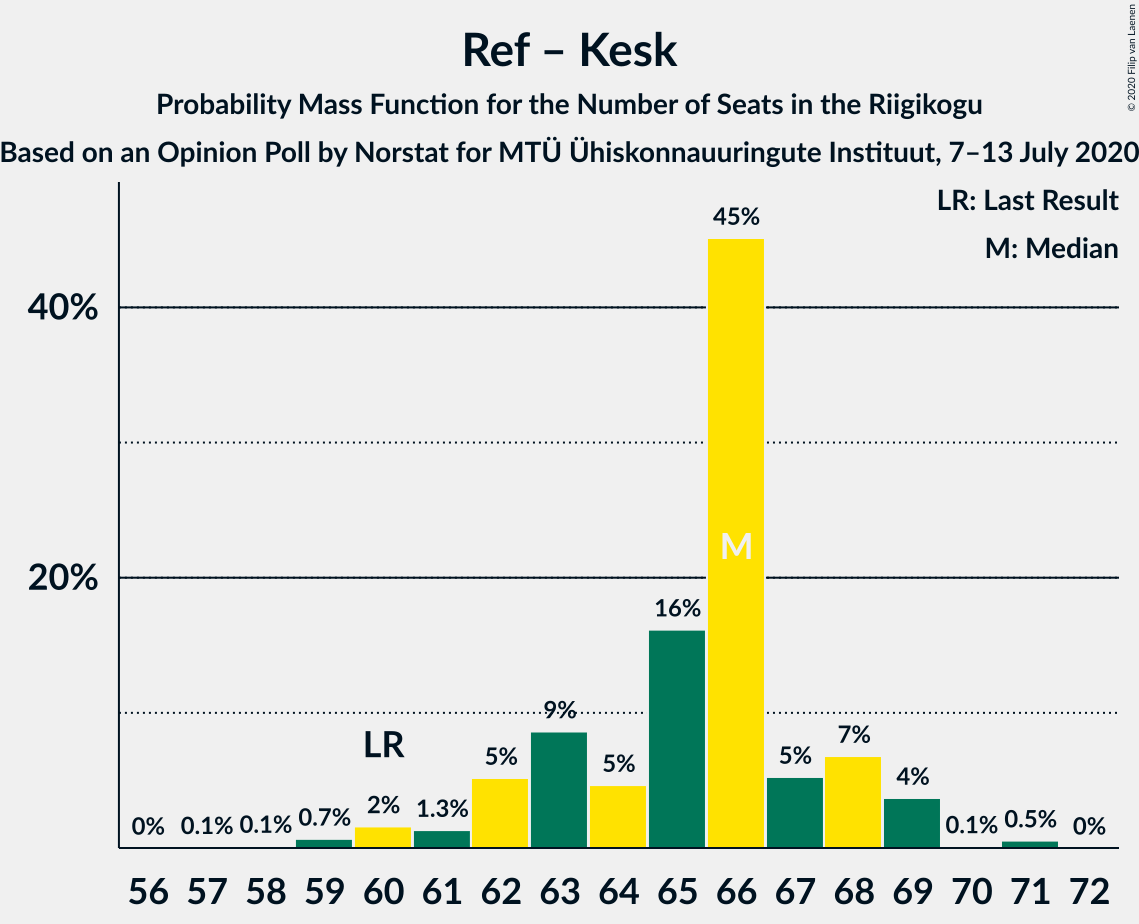 Ref – Kesk
Probability Mass Function for the Number of Seats in the Riigikogu
Based on an Opinion Poll by Norstat for MTÜ Ühiskonnauuringute Instituut, 7–13 July 2020
© 2020 Filip van Laenen
LR: Last Result
M: Median
40%
20%
0% 0.1% 0.1% 0.7% 2% 1.3% 5% 9% 5% 16% 45% 5% 7% 4% 0.1% 0.5% 0%
LR
M
56 57 58 59 60 61 62 63 64 65 66 67 68 69 70 71 72